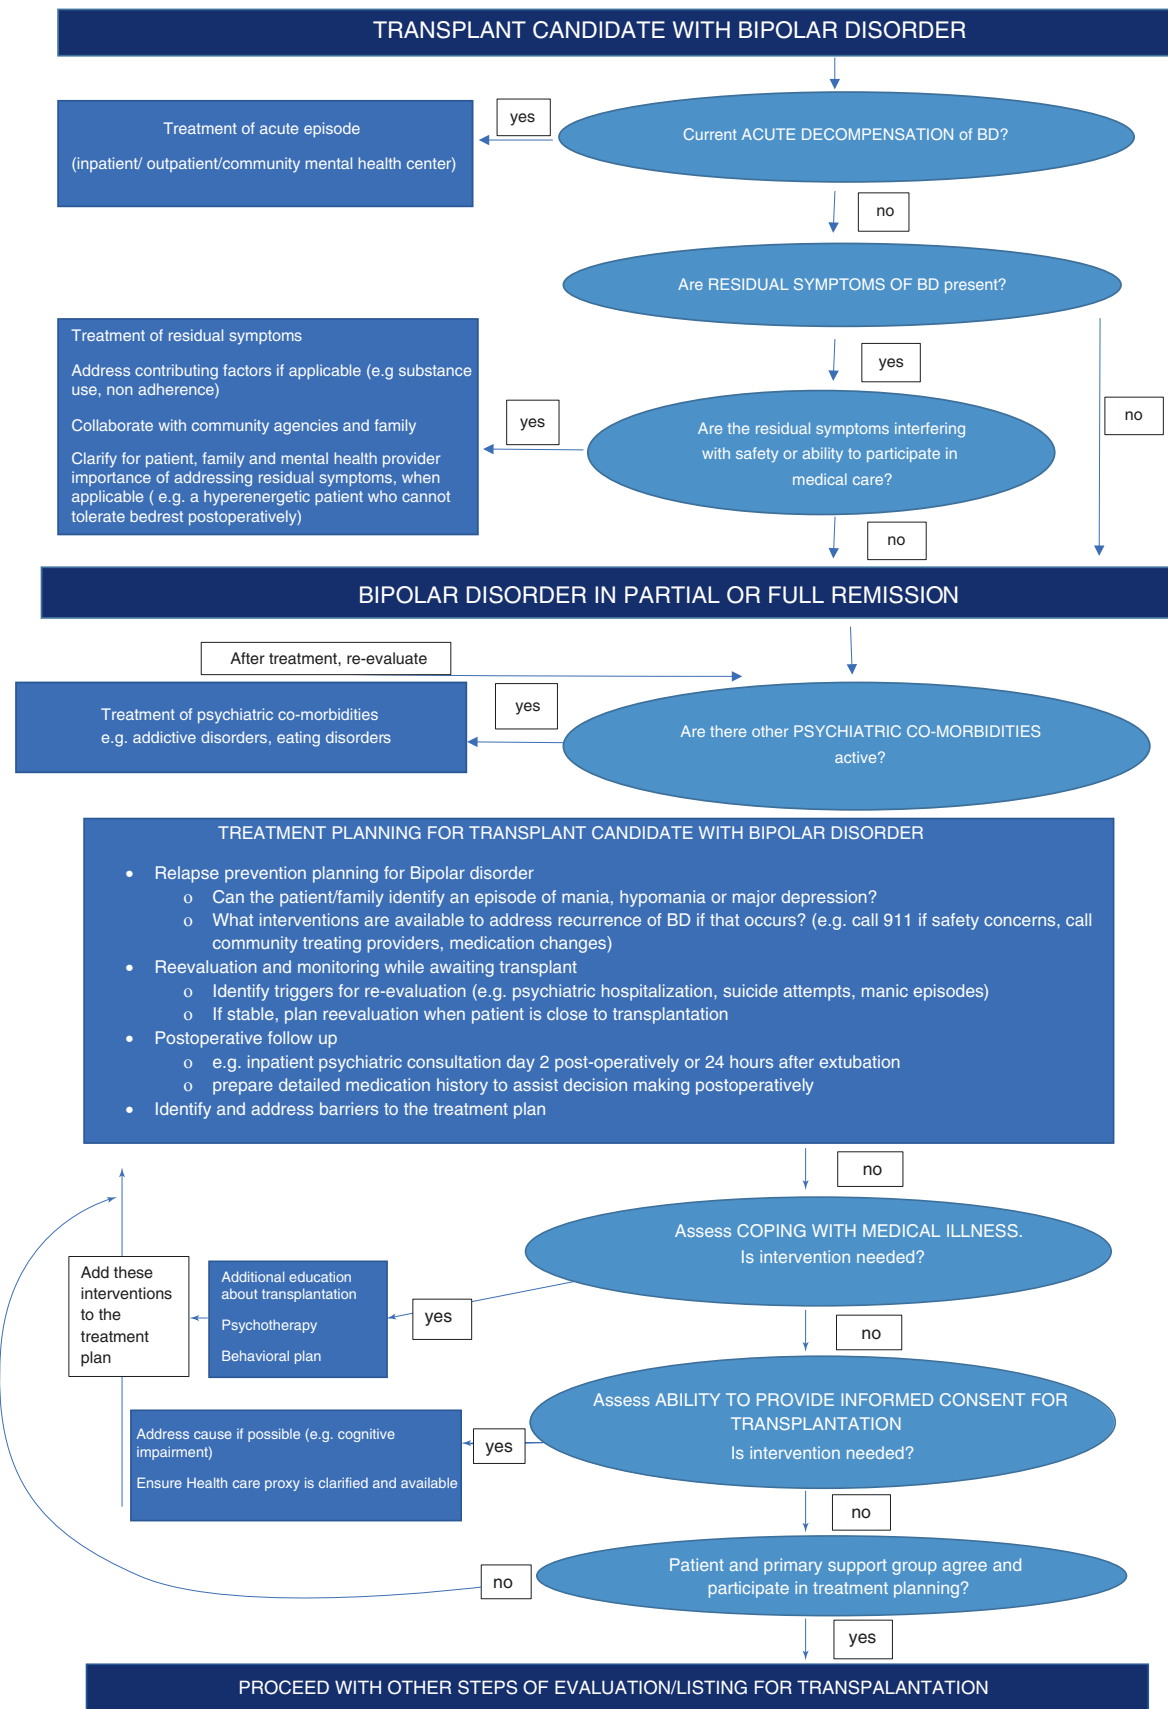 TRANSPLANT CANDIDATE WITH BIPOLAR DISORDER
Treatment of acute episode
(inpatient/ outpatient/community mental health center)
yes
Current ACUTE DECOMPENSATION of BD?
no
Are RESIDUAL SYMPTOMS OF BD present?
Treatment of residual symptoms
Address contributing factors if applicable (e.g substance
use, non adherence)
Collaborate with community agencies and family
Clarify for patient, family and mental health provider
importance of addressing residual symptoms, when
applicable ( e.g. a hyperenergetic patient who cannot
tolerate bedrest postoperatively)
yes
yes
no
Are the residual symptoms interfering
with safety or ability to participate in
medical care?
no
BIPOLAR DISORDER IN PARTIAL OR FULL REMISSION
After treatment, re-evaluate
Treatment of psychiatric co-morbidities
e.g. addictive disorders, eating disorders
yes
Are there other PSYCHIATRIC CO-MORBIDITIES
active?
TREATMENT PLANNING FOR TRANSPLANT CANDIDATE WITH BIPOLAR DISORDER
• Relapse prevention planning for Bipolar disorder
o Can the patient/family identify an episode of mania, hypomania or major depression?
o What interventions are available to address recurrence of BD if that occurs? (e.g. call 911 if safety concerns, call
community treating providers, medication changes)
• Reevaluation and monitoring while awaiting transplant
o Identify triggers for re-evaluation (e.g. psychiatric hospitalization, suicide attempts, manic episodes)
o If stable, plan reevaluation when patient is close to transplantation
• Postoperative follow up
o e.g. inpatient psychiatric consultation day 2 post-operatively or 24 hours after extubation
o prepare detailed medication history to assist decision making postoperatively
• Identify and address barriers to the treatment plan
no
Assess COPING WITH MEDICAL ILLNESS.
Is intervention needed?
Add these
interventions
to the
treatment
plan
Additional education
about transplantation
Psychotherapy
Behavioral plan
yes
no
Assess ABILITY TO PROVIDE INFORMED CONSENT FOR
TRANSPLANTATION
Is intervention needed?
Address cause if possible (e.g. cognitive
impairment)
Ensure Health care proxy is clarified and available
yes
no
Patient and primary support group agree and
participate in treatment planning?
no
yes
PROCEED WITH OTHER STEPS OF EVALUATION/LISTING FOR TRANSPALANTATION